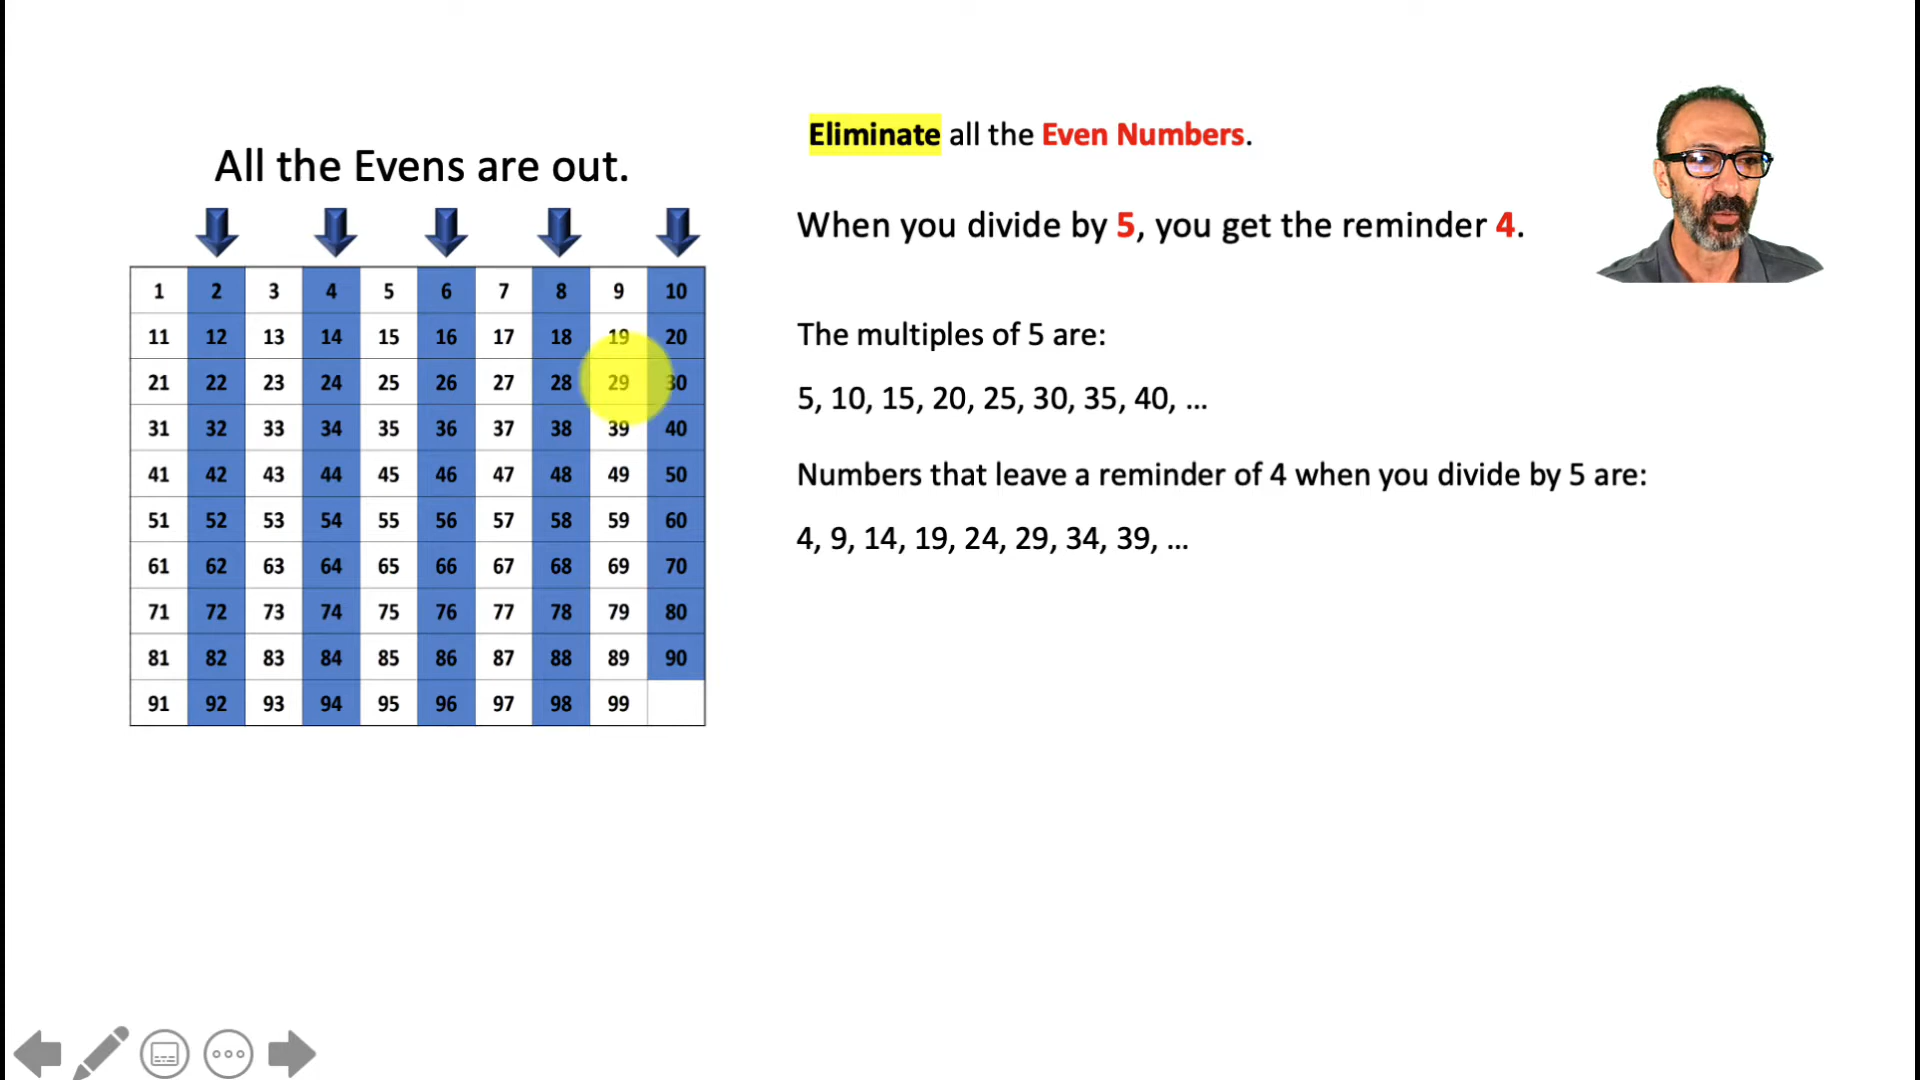 All the Evens are out.
1 2 3 4 5 6 7 8 9 10
11 12 13 14 15 16 17 18 19 20
21 22 23 24 25 26 27 28 29 30
31 32 33 34 35 36 37 38 39 40
41 42 43 44 45 46 47 48 49 50
51 52 53 54 55 56 57 58 59 60
61 62 63 64 65 66 67 68 69 70
71 72 73 74 75 76 77 78 79 80
81 82 83 84 85 86 87 88 89 90
91 92 93 94 95 96 97 98 99
Eliminate all the Even Numbers.
When you divide by 5, you get the reminder 4.
The multiples of 5 are:
5, 10, 15, 20, 25, 30, 35, 40, ...
Numbers that leave a reminder of 4 when you divide by 5 are:
4, 9, 14, 19, 24, 29, 34, 39, ...